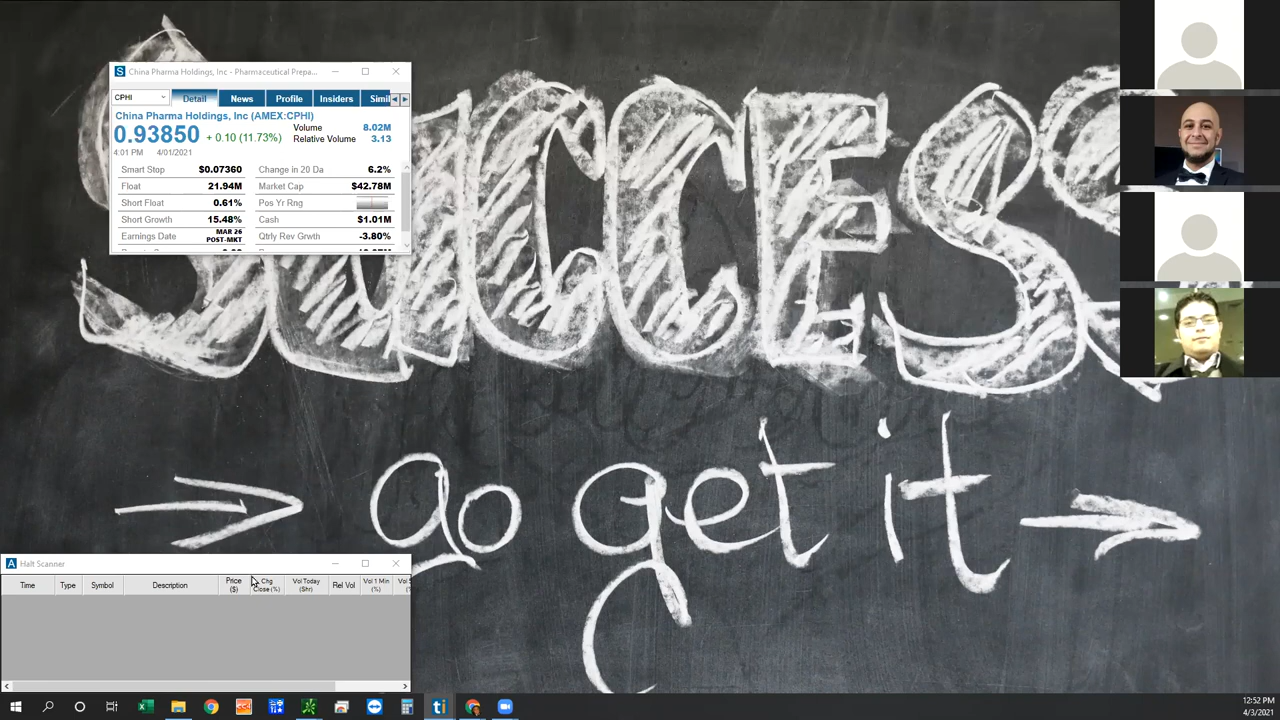 SUCCESS
China Pharma Holdings, Inc - Pharmaceutical Prepa...
CPHI Detail News Profile Insiders Simil
China Pharma Holdings, Inc (AMEX:CPHI)
0.93850 + 0.10 (11.73%) Volume 8.02M
Relative Volume 3.13
4:01 PM 4/01/2021
Smart Stop $0.07360 Change in 20 Da 6.2%
Float 21.94M Market Cap $42.78M
Short Float 0.61% Pos Yr Rng
Short Growth 15.48% Cash $1.01M
Earnings Date MAR 26 POST-MKT Qtrly Rev Grwth -3.80%
go get it
Halt Scanner
Time Type Symbol Description Price ($) Chg Close (%) Vol Today (Shr) Rel Vol Vol 1 Min (%)
12:52 PM
4/3/2021